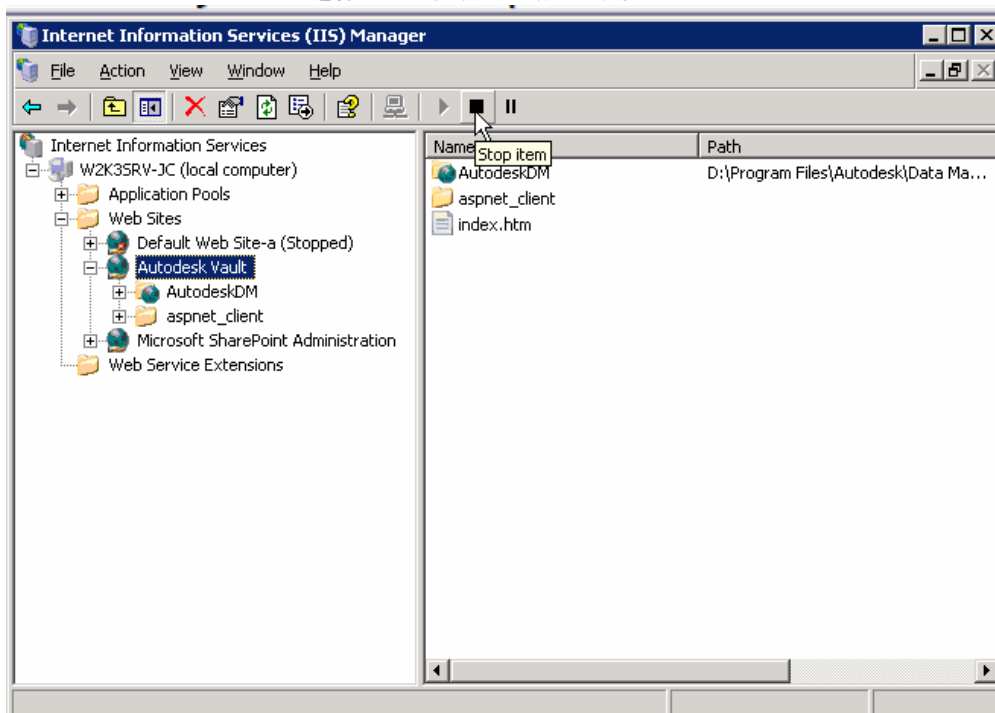 Internet Information Services (IIS) Manager
File Action View Window Help
Internet Information Services
W2K3SRV-JC (local computer)
Application Pools
Web Sites
Default Web Site-a (Stopped)
Autodesk Vault
AutodeskDM
aspnet_client
Microsoft SharePoint Administration
Web Service Extensions
Name Path
Stop item
AutodeskDM D:\Program Files\Autodesk\Data Ma...
aspnet_client
index.htm